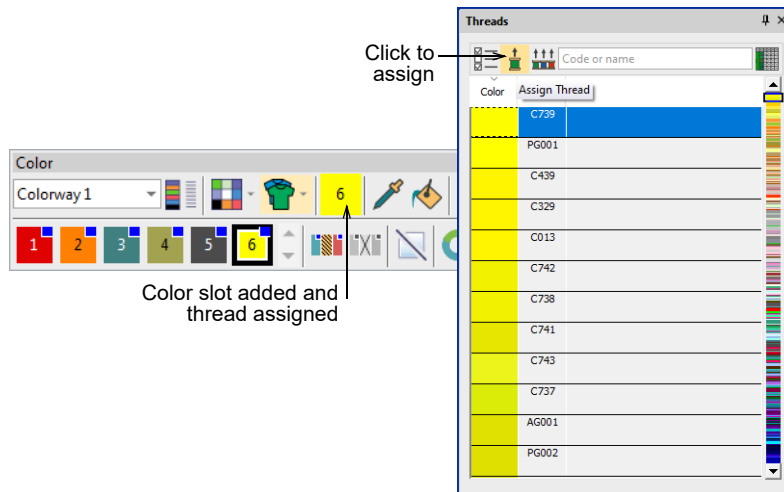 Threads
Click to
assign
Code or name
Color
Assign Thread
C739
PG001
C439
C329
C013
C742
C738
C741
C743
C737
AG001
PG002
Color
Colorway 1
6
1
2
3
4
5
6
Color slot added and
thread assigned